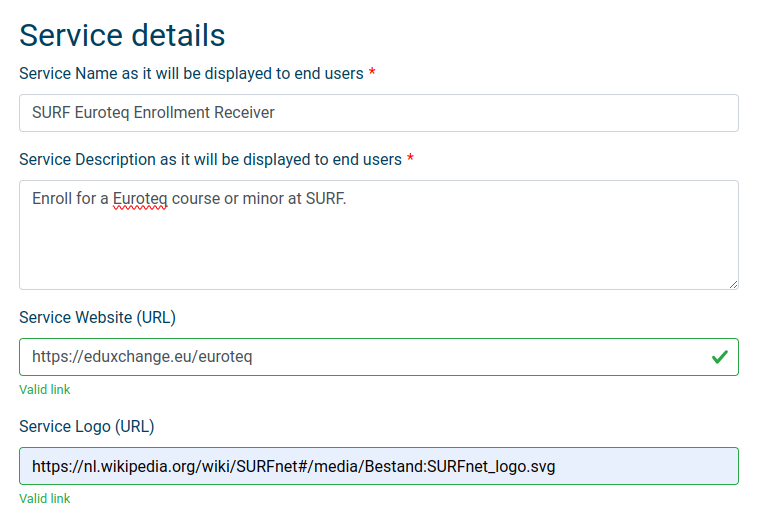 Service details
Service Name as it will be displayed to end users *
SURF Euroteq Enrollment Receiver
Service Description as it will be displayed to end users *
Enroll for a Euroteq course or minor at SURF.
Service Website (URL)
https://eduxchange.eu/euroteq
Valid link
Service Logo (URL)
https://nl.wikipedia.org/wiki/SURFnet#/media/Bestand:SURFnet_logo.svg
Valid link